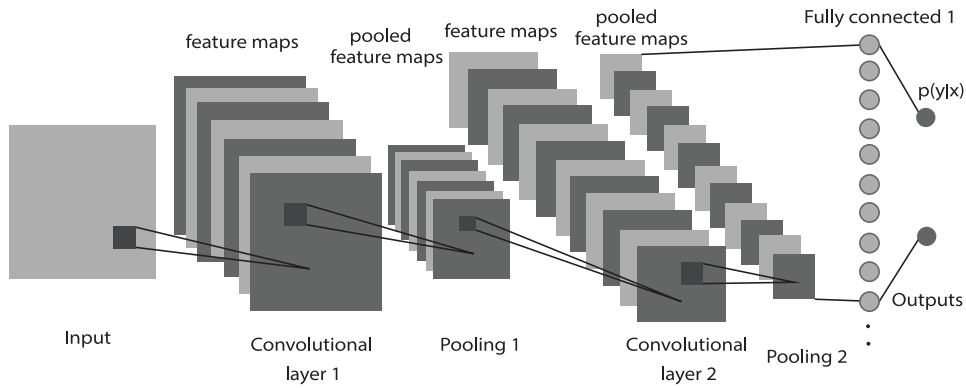 feature maps
pooled
feature maps
feature maps
pooled
feature maps
Fully connected 1
p(y|x)
Input
Convolutional
layer 1
Pooling 1
Convolutional
layer 2
Pooling 2
Outputs